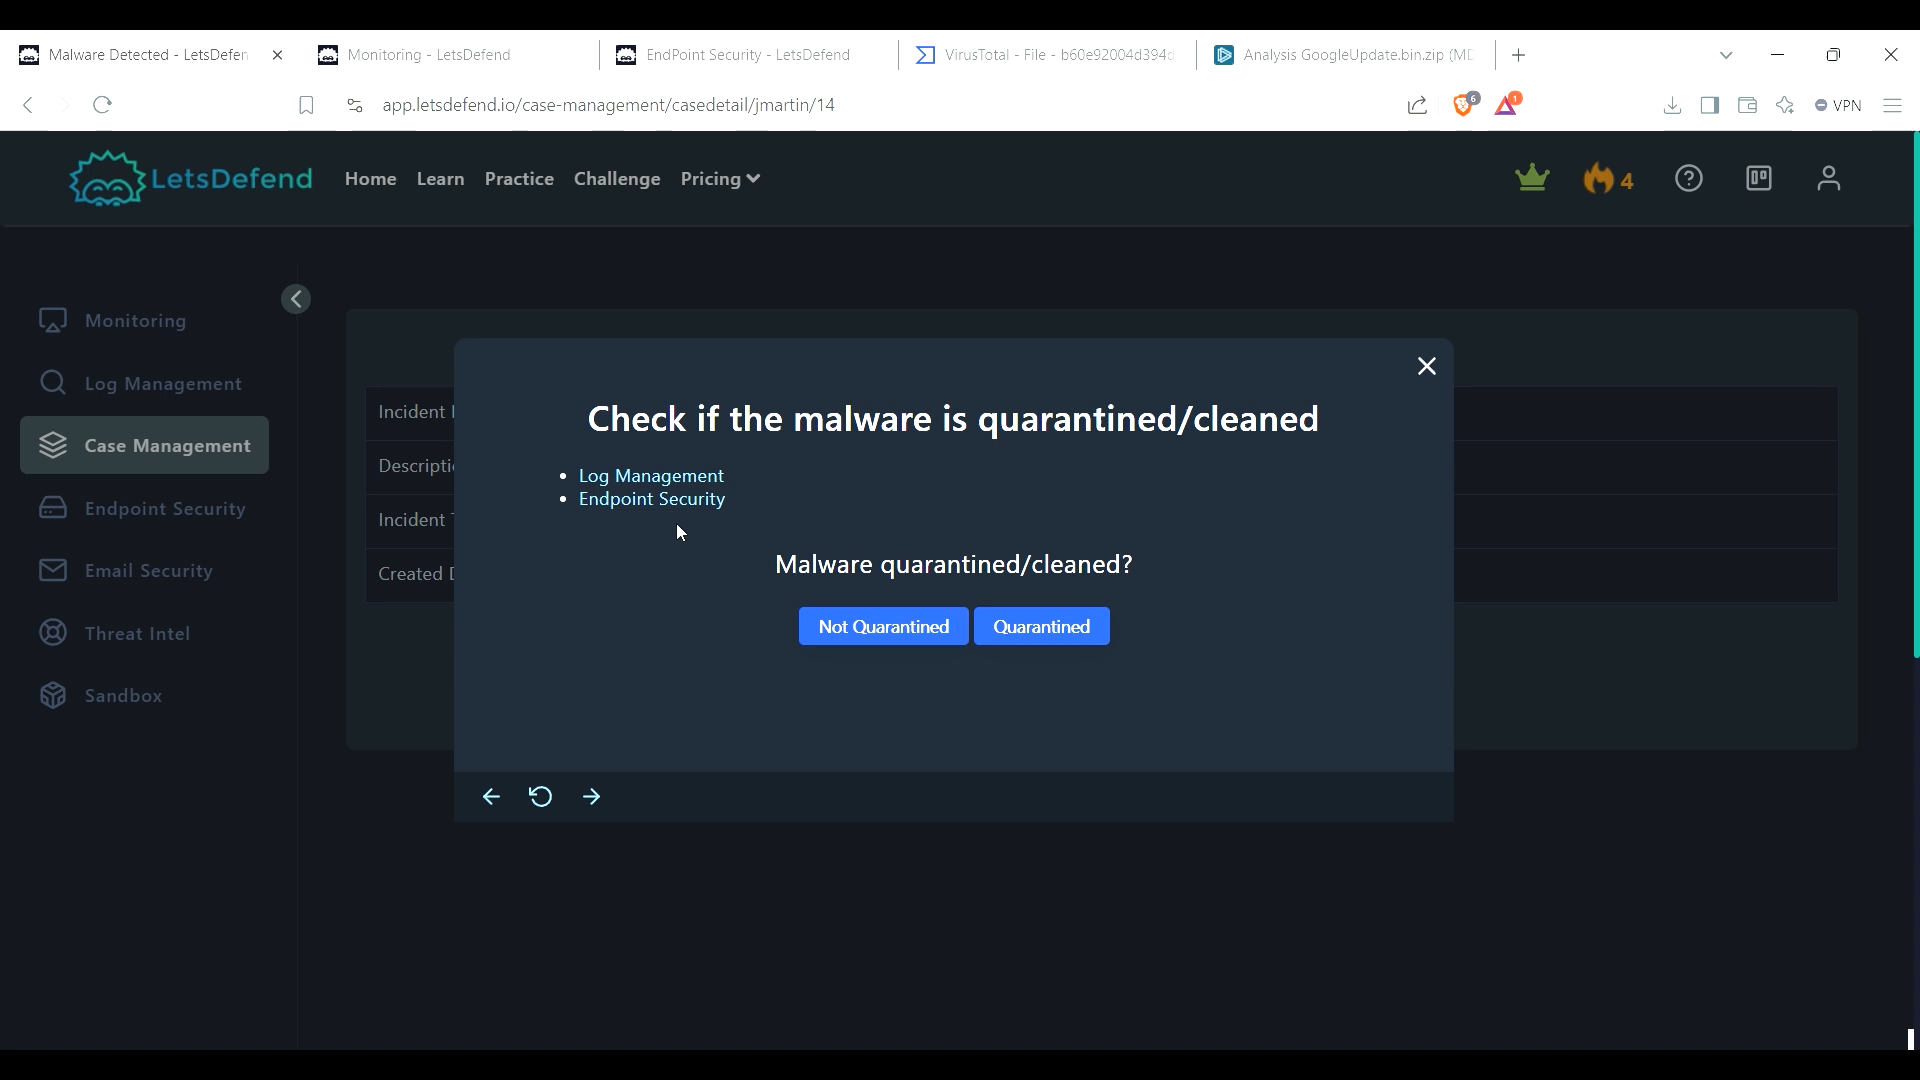 Malware Detected - LetsDefen
Monitoring - LetsDefend
EndPoint Security - LetsDefend
VirusTotal - File - b60e92004d394d
Analysis GoogleUpdate.bin.zip (MD
app.letsdefend.io/case-management/casedetail/jmartin/14
6
1
VPN
LetsDefend
Home
Learn
Practice
Challenge
Pricing
4
Monitoring
Log Management
Case Management
Endpoint Security
Email Security
Threat Intel
Sandbox
Incident
Descripti
Incident
Created
Check if the malware is quarantined/cleaned
• Log Management
• Endpoint Security
Malware quarantined/cleaned?
Not Quarantined
Quarantined